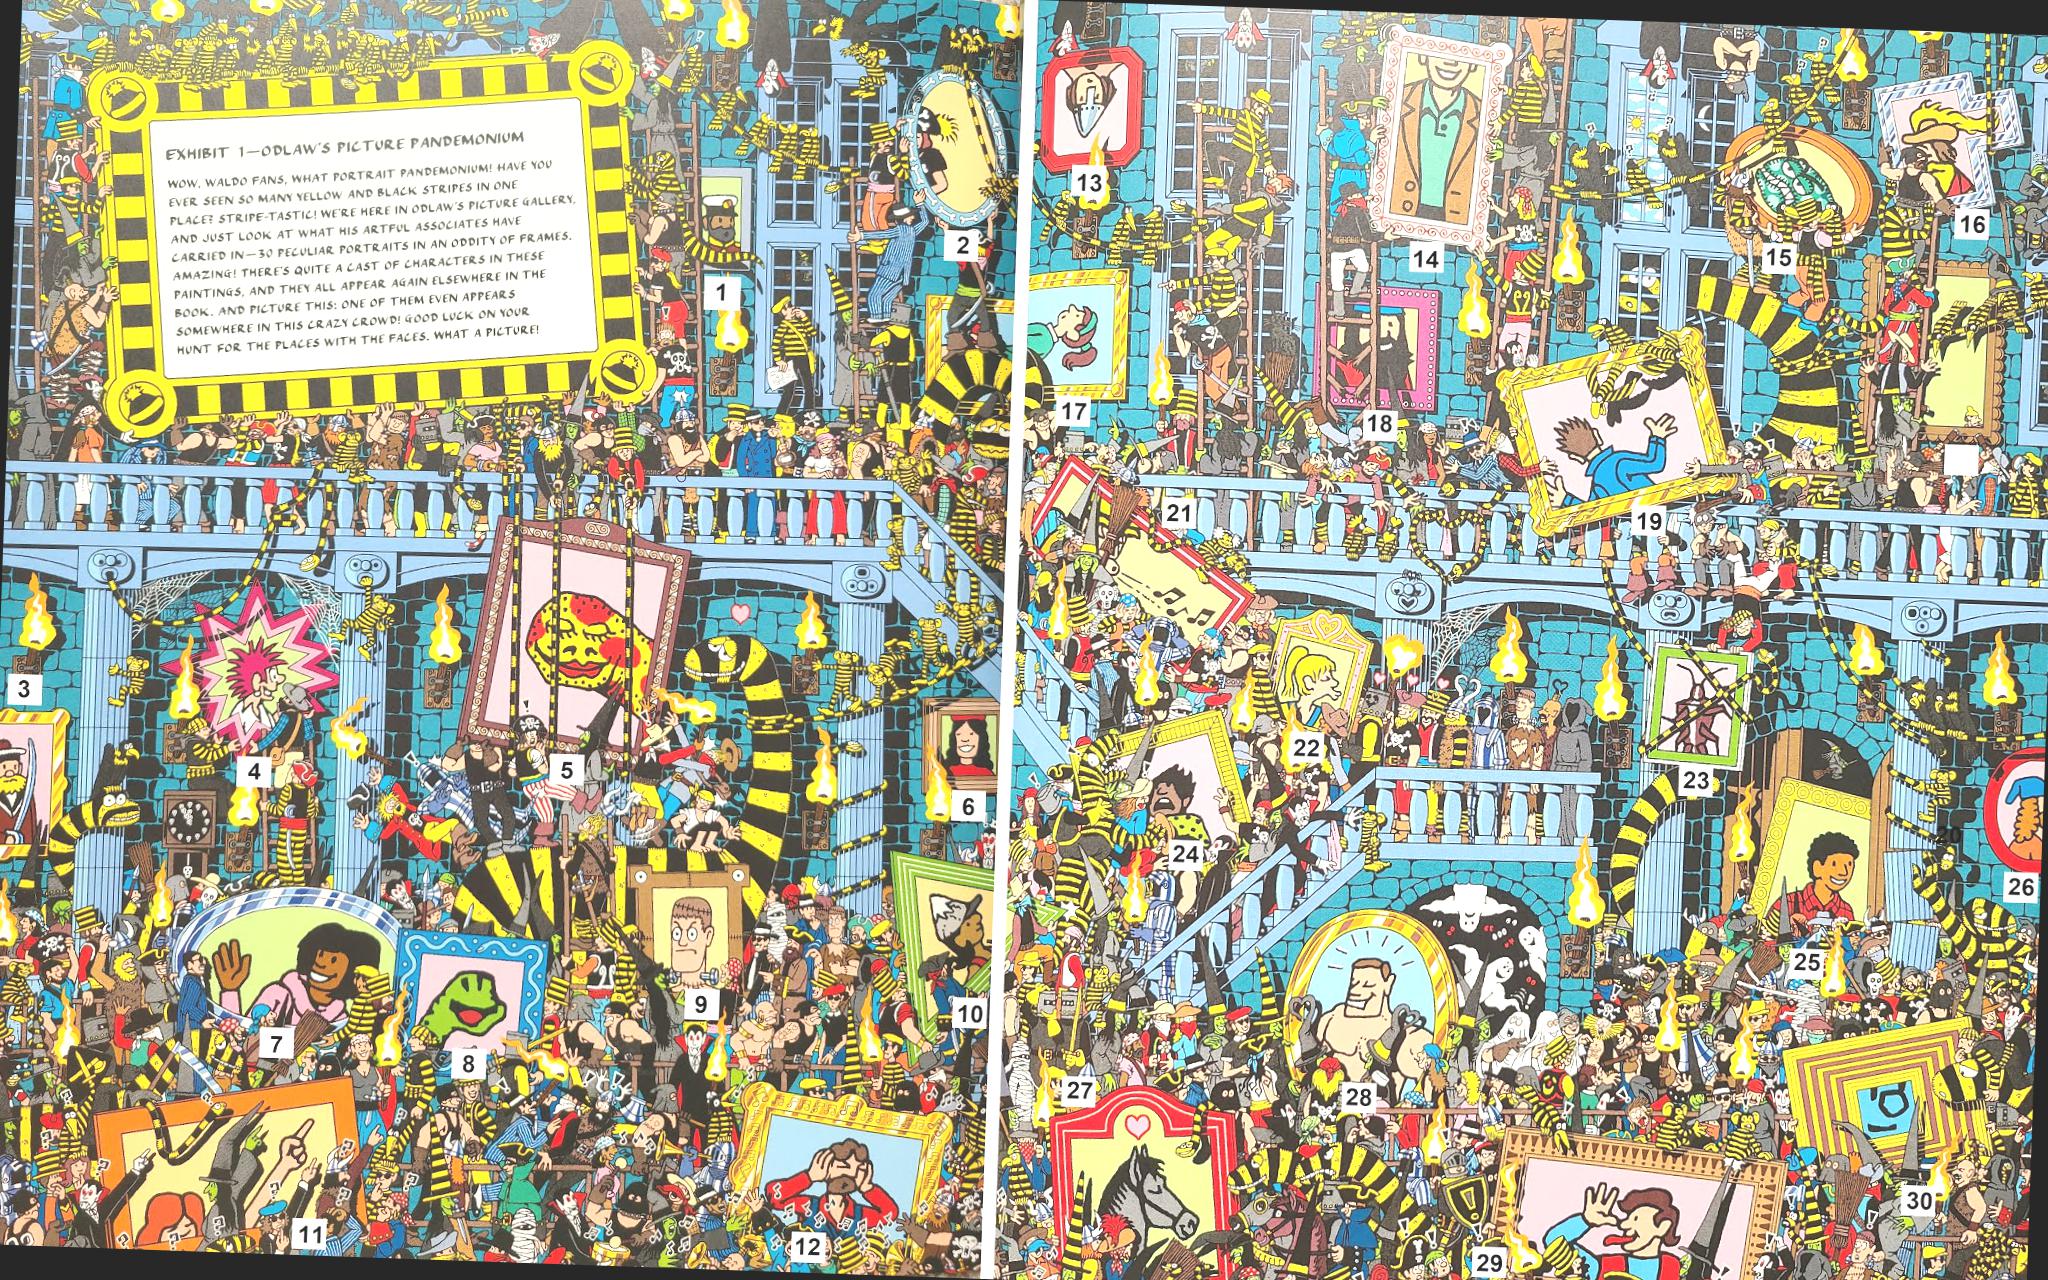 EXHIBIT 1—ODLAW'S PICTURE PANDEMONIUM
WOW, WALDO FANS, WHAT PORTRAIT PANDEMONIUM! HAVE YOU
EVER SEEN SO MANY YELLOW AND BLACK STRIPES IN ONE
PLACE? STRIPE-TASTIC! WE'RE HERE IN ODLAW'S PICTURE GALLERY,
AND JUST LOOK AT WHAT HIS ARTFUL ASSOCIATES HAVE
CARRIED IN—30 PECULIAR PORTRAITS IN AN ODDITY OF FRAMES.
AMAZING! THERE'S QUITE A CAST OF CHARACTERS IN THESE
PAINTINGS, AND THEY ALL APPEAR AGAIN ELSEWHERE IN THE
BOOK. AND PICTURE THIS: ONE OF THEM EVEN APPEARS
SOMEWHERE IN THIS CRAZY CROWD! GOOD LUCK ON YOUR
HUNT FOR THE PLACES WITH THE FACES. WHAT A PICTURE!
1
2
3
4
5
6
7
8
9
10
11
12
13
14
15
16
17
18
19
20
21
22
23
24
25
26
27
28
29
30